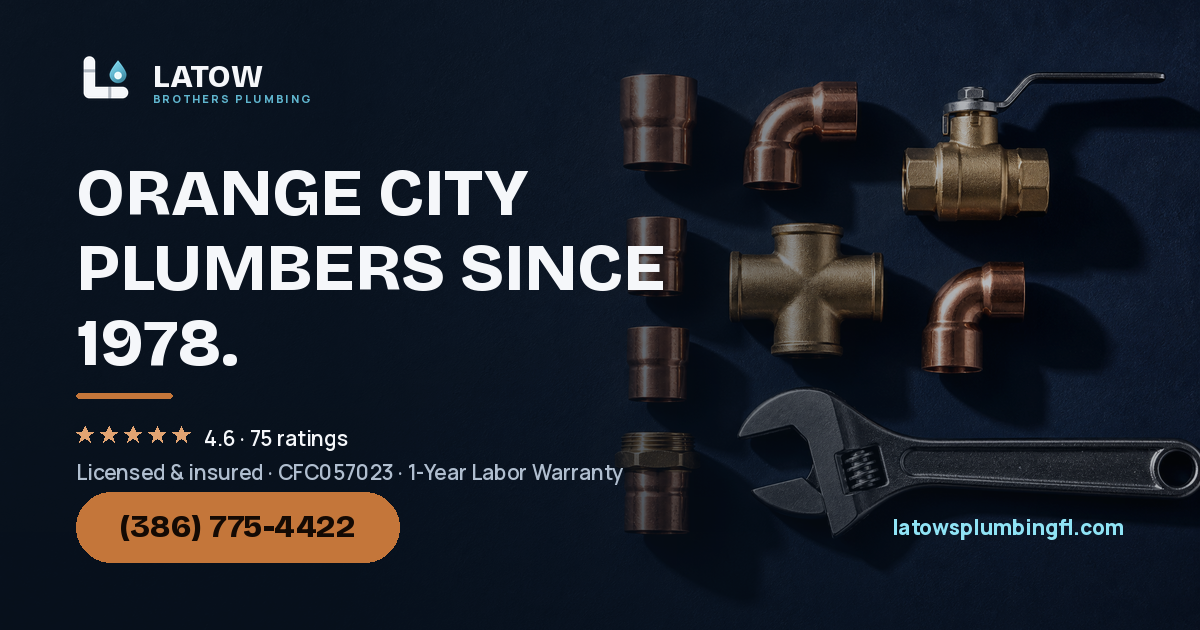 LATOW
BROTHERS PLUMBING
ORANGE CITY
PLUMBERS SINCE
1978.
4.6 · 75 ratings
Licensed & insured · CFC057023 · 1-Year Labor Warranty
(386) 775-4422
latowsplumbingfl.com